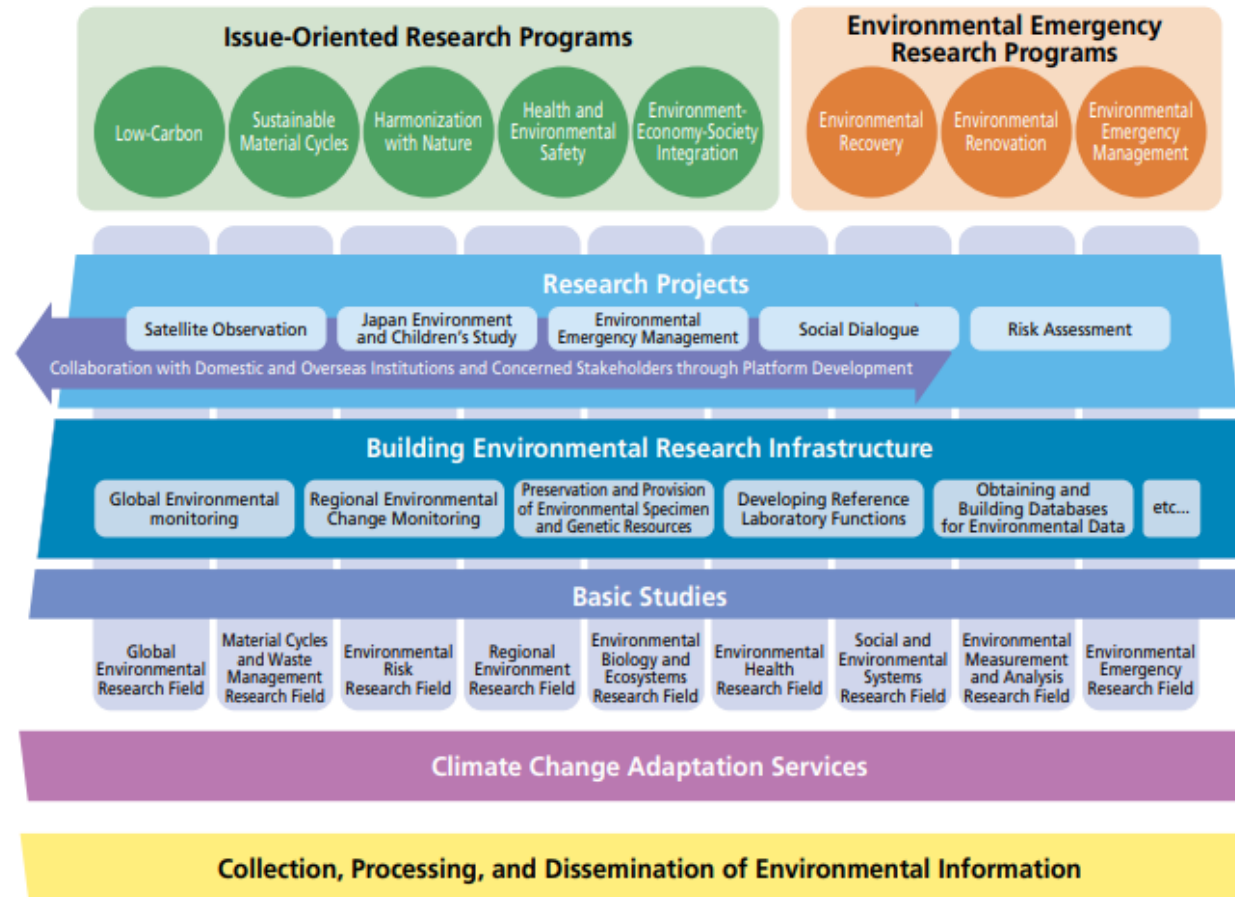 Issue-Oriented Research Programs
Low-Carbon
Sustainable
Material Cycles
Harmonization
with Nature
Health and
Environmental
Safety
Environment-
Economy-Society
Integration
Environmental Emergency
Research Programs
Environmental
Recovery
Environmental
Renovation
Environmental
Emergency
Management
Research Projects
Satellite Observation
Japan Environment
and Children's Study
Environmental
Emergency Management
Social Dialogue
Risk Assessment
Collaboration with Domestic and Overseas Institutions and Concerned Stakeholders through Platform Development
Building Environmental Research Infrastructure
Global Environmental
monitoring
Regional Environmental
Change Monitoring
Preservation and Provision
of Environmental Specimen
and Genetic Resources
Developing Reference
Laboratory Functions
Obtaining and
Building Databases
for Environmental Data
etc...
Basic Studies
Global
Environmental
Research Field
Material Cycles
and Waste
Management
Research Field
Environmental
Risk
Research Field
Regional
Environment
Research Field
Environmental
Biology and
Ecosystems
Research Field
Environmental
Health
Research Field
Social and
Environmental
Systems
Research Field
Environmental
Measurement
and Analysis
Research Field
Environmental
Emergency
Research Field
Climate Change Adaptation Services
Collection, Processing, and Dissemination of Environmental Information